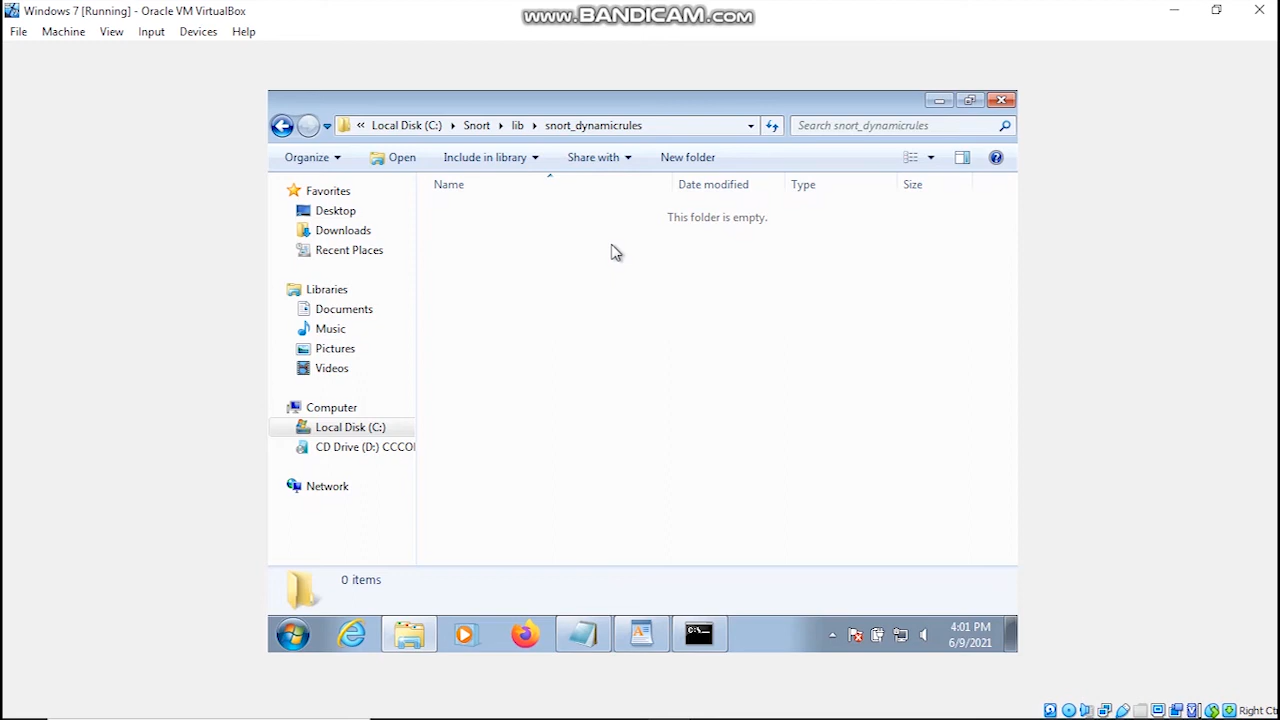 Windows 7 [Running] - Oracle VM VirtualBox
www.BANDICAM.com
File Machine View Input Devices Help
« Local Disk (C:) Snort lib snort_dynamicrules
Search snort_dynamicrules
Organize Open Include in library Share with New folder
Name Date modified Type Size
This folder is empty.
Favorites
Desktop
Downloads
Recent Places
Libraries
Documents
Music
Pictures
Videos
Computer
Local Disk (C:)
CD Drive (D:) CCCO
Network
0 items
4:01 PM
6/9/2021
Right Ct